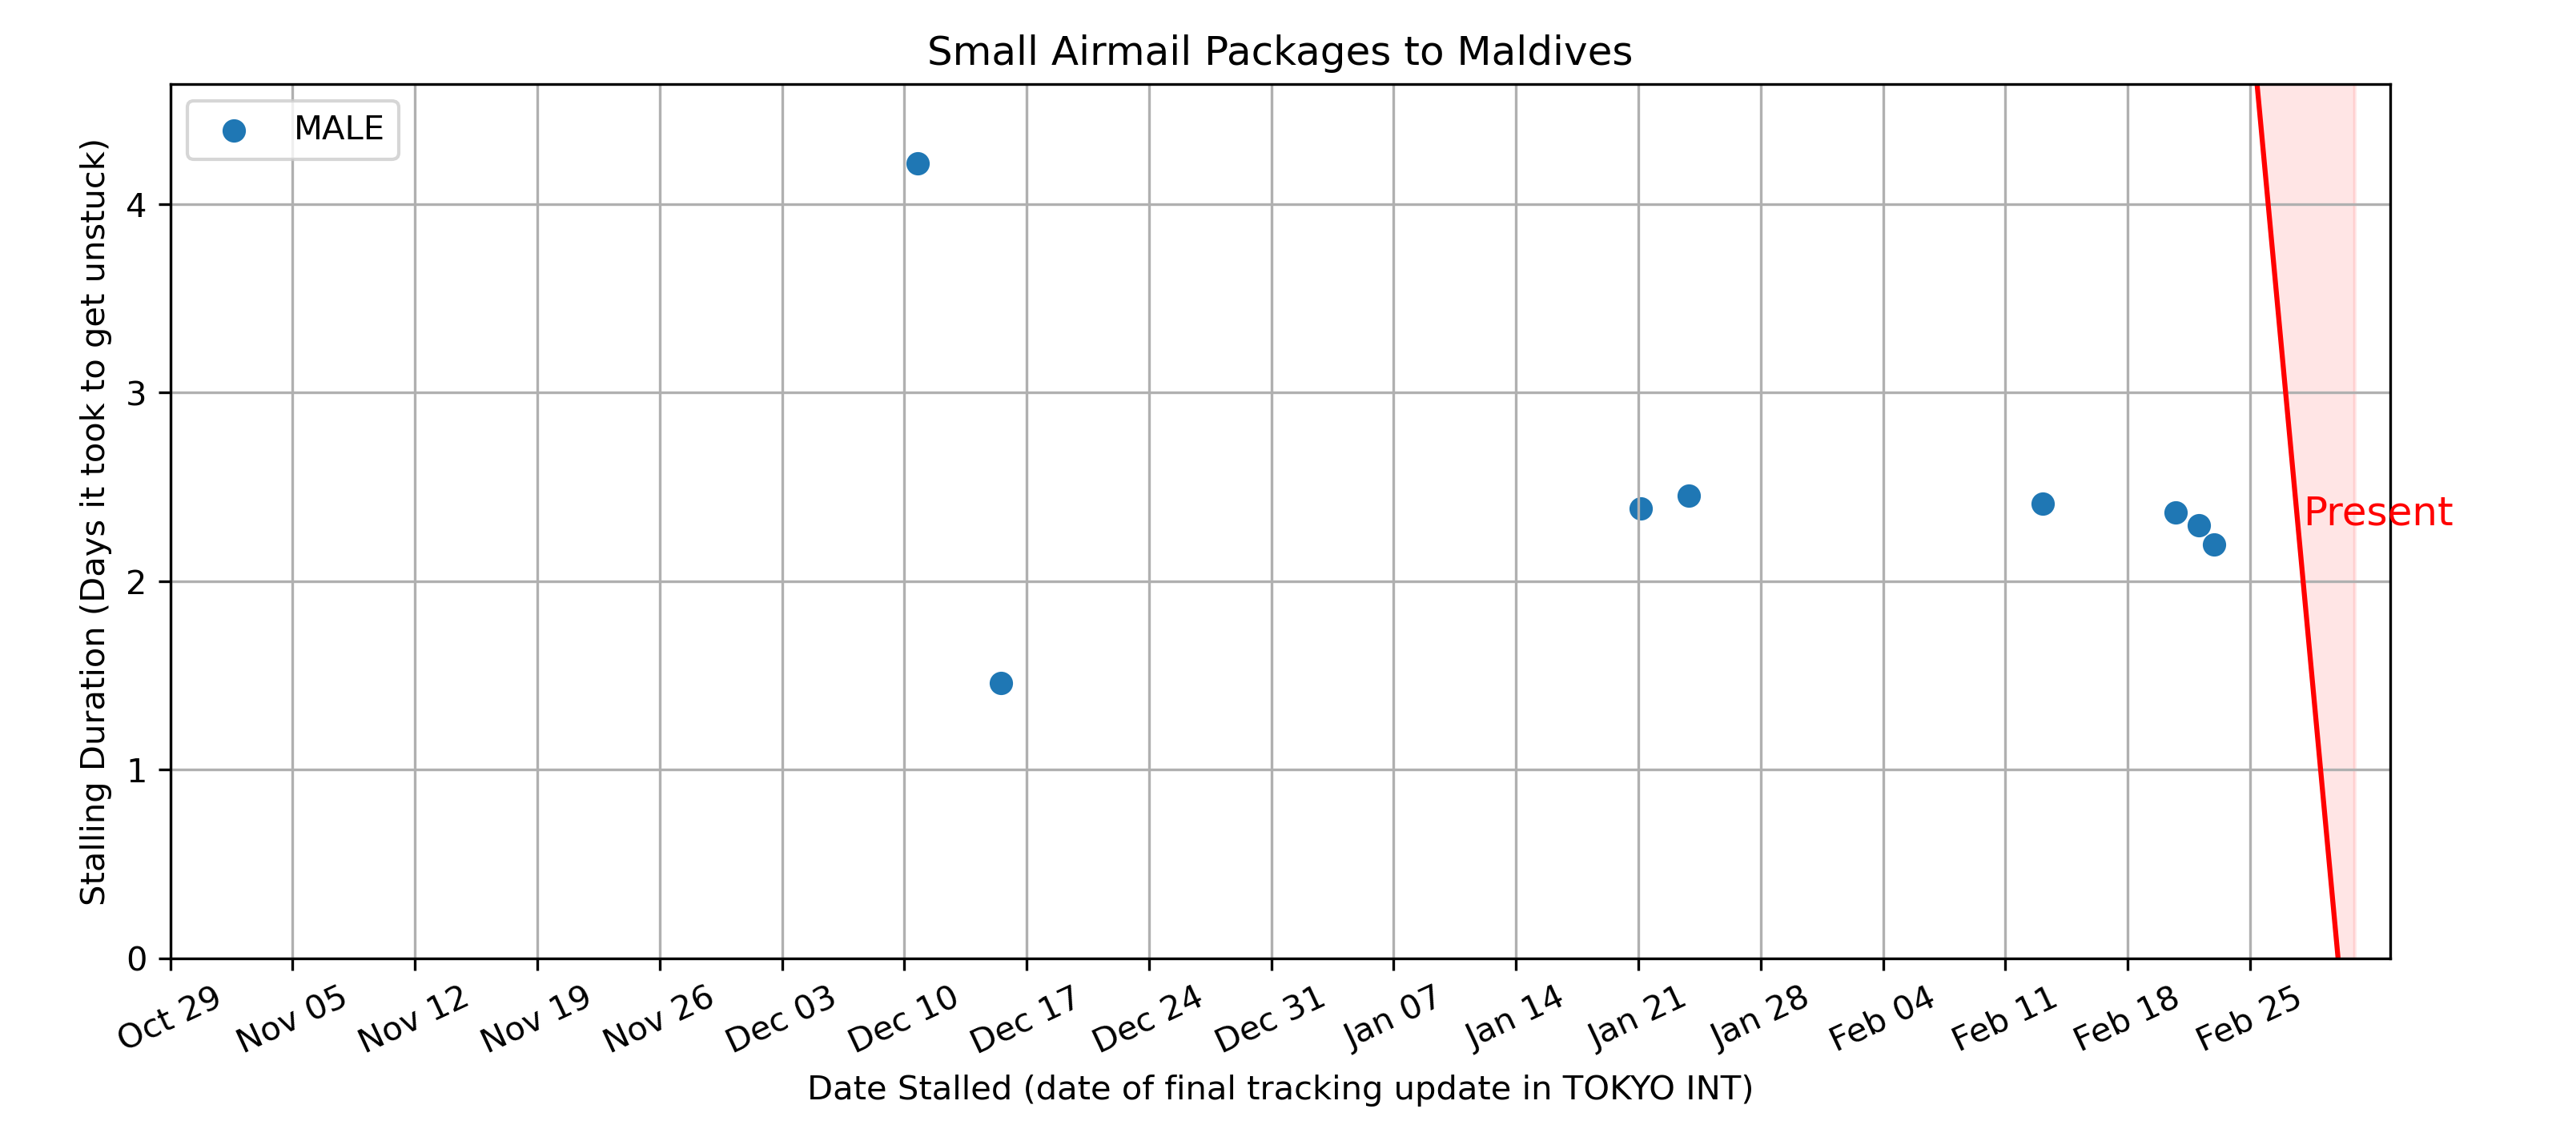 Small Airmail Packages to Maldives
MALE
Stalling Duration (Days it took to get unstuck)
4
3
2
1
0
Present
Oct 29
Nov 05
Nov 12
Nov 19
Nov 26
Dec 03
Dec 10
Dec 17
Dec 24
Dec 31
Jan 07
Jan 14
Jan 21
Jan 28
Feb 04
Feb 11
Feb 18
Feb 25
Date Stalled (date of final tracking update in TOKYO INT)